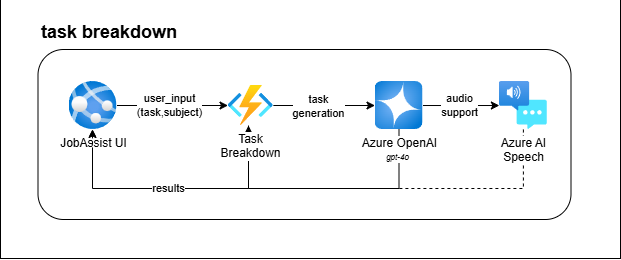 task breakdown
user_input
(task,subject)
task
generation
audio
support
JobAssist UI
Task
Breakdown
Azure OpenAI
gpt-4o
Azure AI
Speech
results